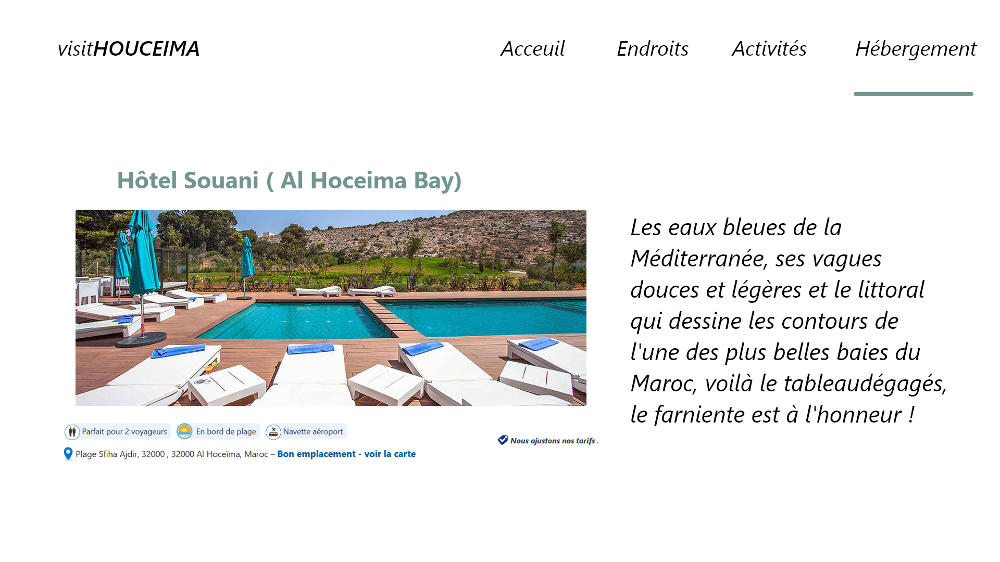 visitHOUCEIMA
Acceuil Endroits Activités Hébergement
Hôtel Souani ( Al Hoceima Bay)
Les eaux bleues de la
Méditerranée, ses vagues
douces et légères et le littoral
qui dessine les contours de
l'une des plus belles baies du
Maroc, voilà le tableaudégagés,
le farniente est à l'honneur !
Parfait pour 2 voyageurs En bord de plage Navette aéroport
Nous ajustons nos tarifs
Plage Sfiha Ajdir, 32000 , 32000 Al Hoceïma, Maroc – Bon emplacement - voir la carte